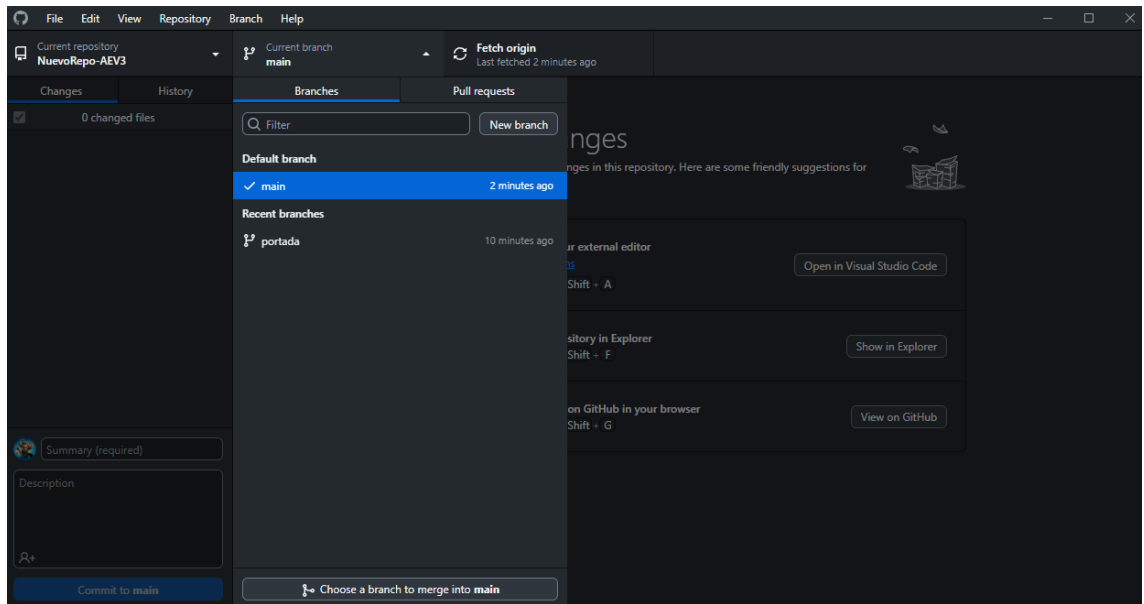 File Edit View Repository Branch Help
Current repository
NuevoRepo-AEV3
Current branch
main
Fetch origin
Last fetched 2 minutes ago
Changes
History
0 changed files
Branches
Pull requests
Filter
New branch
Default branch
main
2 minutes ago
Recent branches
portada
10 minutes ago
nges
nges in this repository. Here are some friendly suggestions for
ur external editor
ns
Shift + A
Open in Visual Studio Code
sitory in Explorer
Shift + F
Show in Explorer
on GitHub in your browser
Shift + G
View on GitHub
Summary (required)
Description
Commit to main
Choose a branch to merge into main